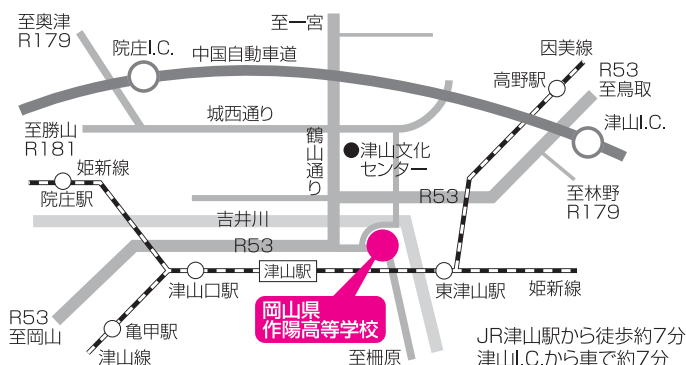 至奥津
R179
院庄I.C.
中国自動車道
至一宮
因美線
高野駅
R53
至鳥取
城西通り
至勝山
R181
鶴山通り
津山文化
センター
津山I.C.
姫新線
院庄駅
R53
至林野
R179
吉井川
R53
津山口駅
津山駅
東津山駅
姫新線
R53
至岡山
亀甲駅
津山線
岡山県
作陽高等学校
至柵原
JR津山駅から徒歩約7分
津山I.C.から車で約7分